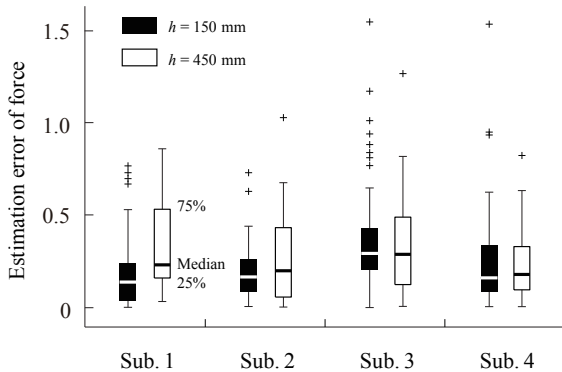 1.5
h = 150 mm
h = 450 mm
1.0
Estimation error of force
0.5
75%
Median
25%
0
Sub. 1
Sub. 2
Sub. 3
Sub. 4